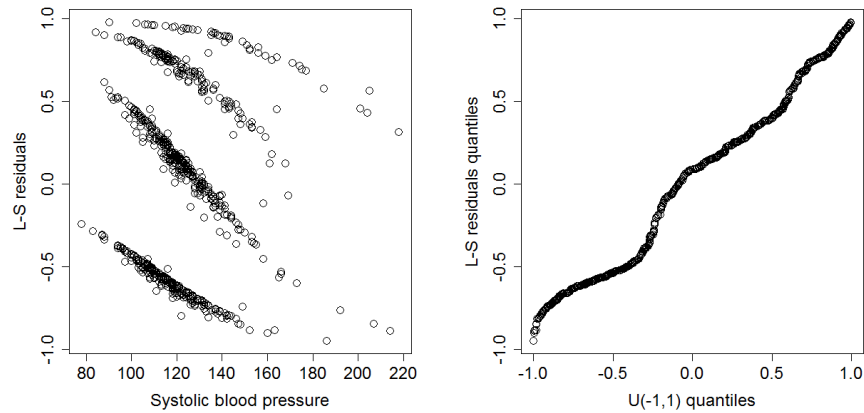 1.0
0.5
0.0
-0.5
-1.0
L-S residuals
80 100 120 140 160 180 200 220
Systolic blood pressure
1.0
0.5
0.0
-0.5
-1.0
L-S residuals quantiles
-1.0 -0.5 0.0 0.5 1.0
U(-1,1) quantiles